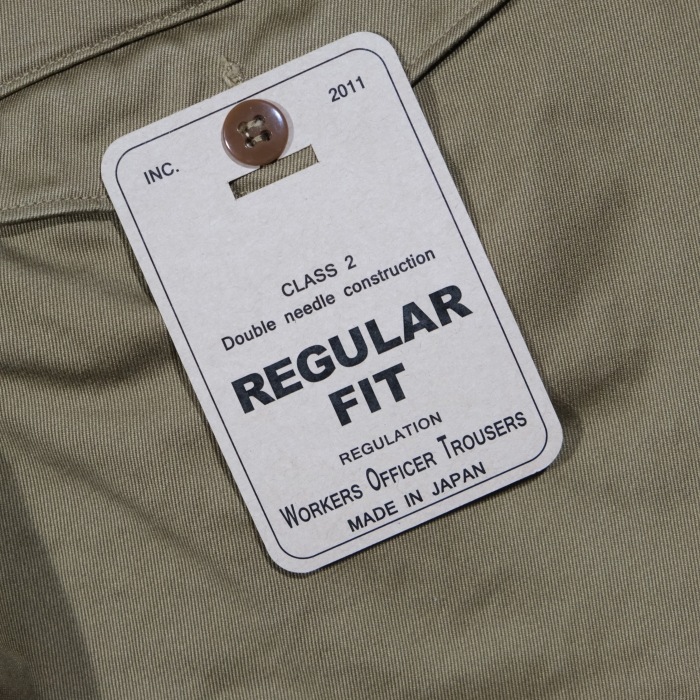 INC. 2011
CLASS 2
Double needle construction
REGULAR
FIT
REGULATION
WORKERS OFFICER TROUSERS
MADE IN JAPAN